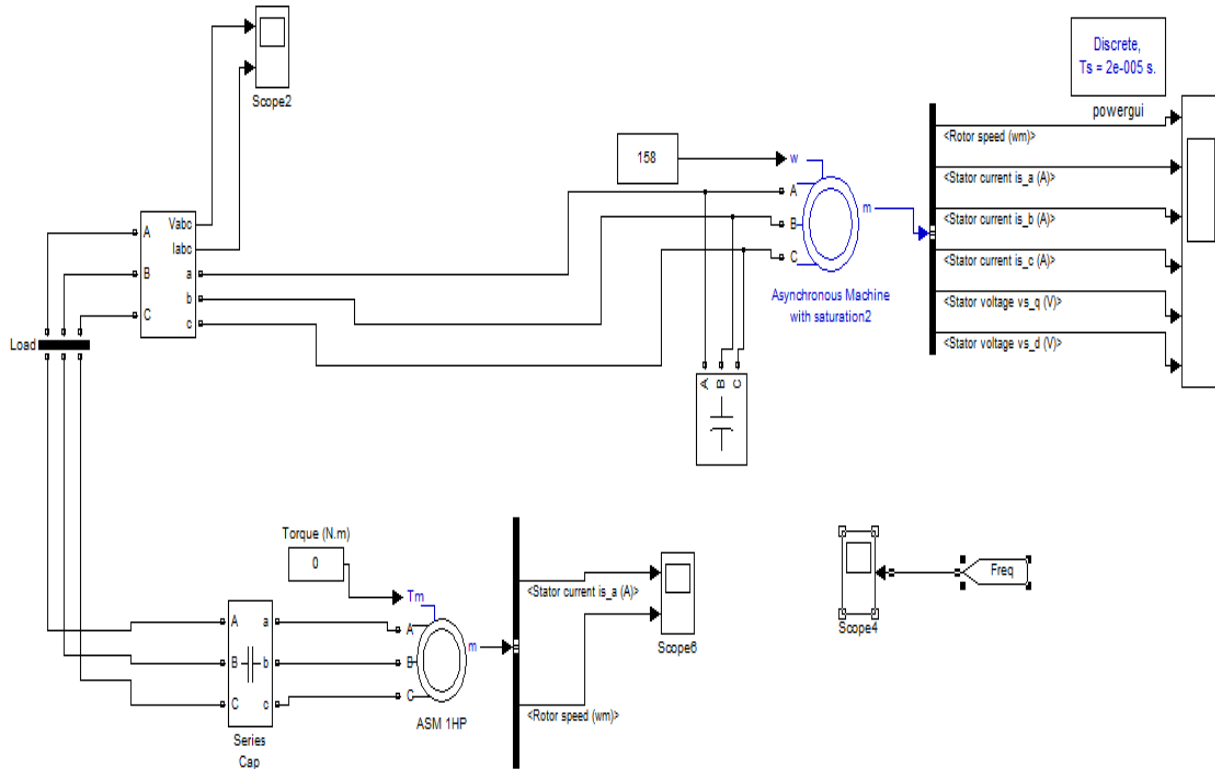 Scope2
Discrete,
Ts = 2e-005 s.
powergui
158
w
A
B
C
m
Asynchronous Machine
with saturation2
<Rotor speed (wm)>
<Stator current is_a (A)>
<Stator current is_b (A)>
<Stator current is_c (A)>
<Stator voltage vs_q (V)>
<Stator voltage vs_d (V)>
A
B
C
Vabc
Iabc
a
b
c
Load
A
B
C
Torque (N.m)
0
Tm
A
B
C
m
ASM 1HP
A
B
C
a
b
c
Series
Cap
<Stator current is_a (A)>
<Rotor speed (wm)>
Scope6
Scope4
Freq